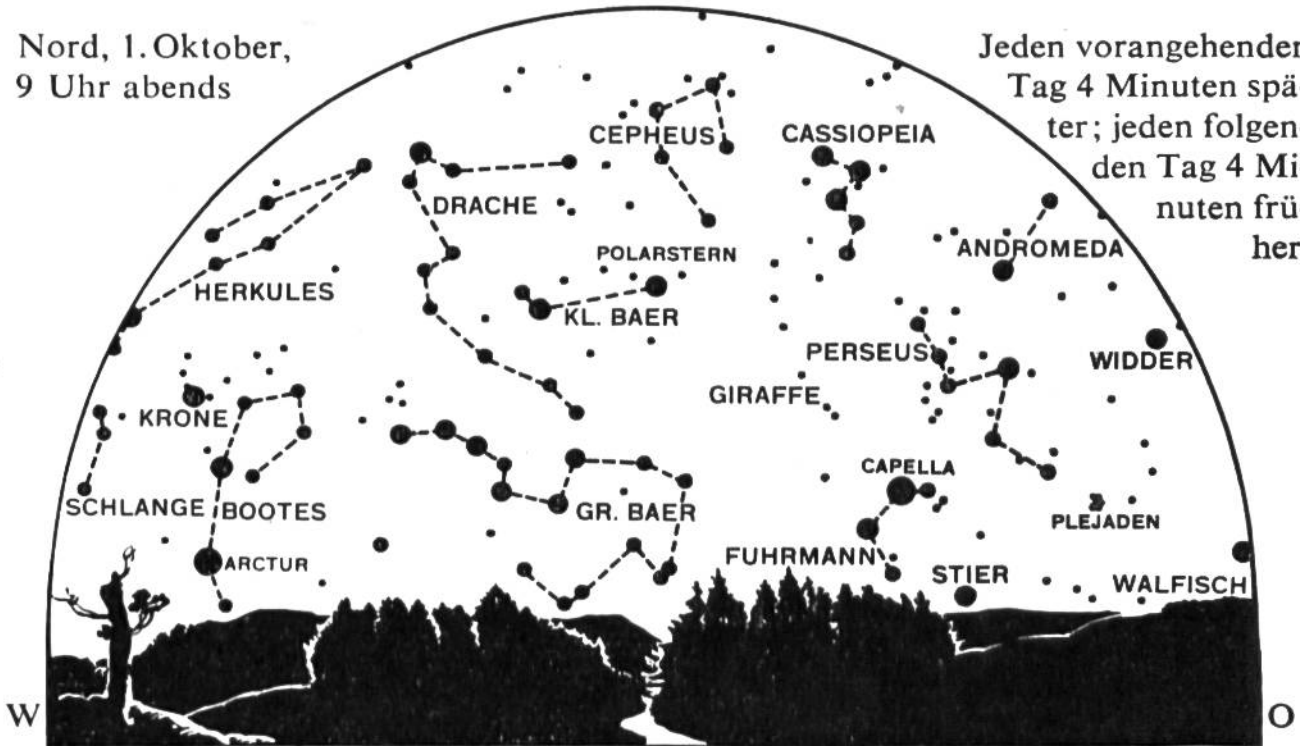 Nord, 1. Oktober,
9 Uhr abends
Jeden vorangehenden
Tag 4 Minuten spä-
ter; jeden folgen-
den Tag 4 Mi-
nuten frü-
her
CEPHEUS
CASSIOPEIA
DRACHE
ANDROMEDA
POLARSTERN
HERKULES
KL. BAER
PERSEUS
WIDDER
GIRAFFE
KRONE
CAPELLA
SCHLANGE
BOOTES
GR. BAER
PLEJADEN
ARCTUR
FUHRMANN
STIER
WALFISCH
W
O